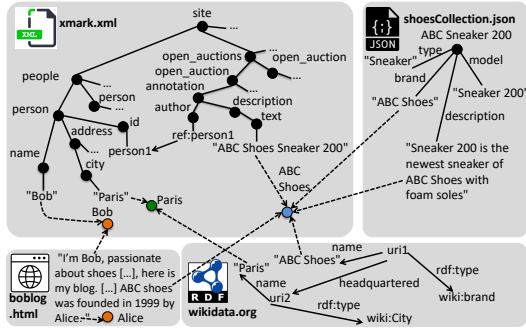 xmark.xml
XML
site
...
open_auctions
open_auction
...
open_auction
...
annotation
...
people
...
person
...
person
author
description
address
id
ref:person1
text
...
name
city
person1
"ABC Shoes Sneaker 200"
"Bob"
"Paris"
Paris
Bob
ABC
Shoes
shoesCollection.json
{;}
JSON
ABC Sneaker 200
type
"Sneaker"
model
brand
"Sneaker 200"
"ABC Shoes"
description
"Sneaker 200 is the
newest sneaker of
ABC Shoes with
foam soles"
"I'm Bob, passionate
about shoes [...], here is
my blog. [...] ABC shoes
was founded in 1999 by
Alice."
Alice
boblog
.html
RDF
wikidata.org
name
uri1
"ABC Shoes"
"Paris"
headquartered
rdf:type
name
uri2
wiki:brand
rdf:type
wiki:City